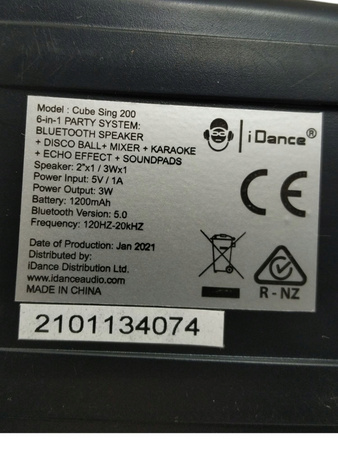 Model : Cube Sing 200
6-in-1 PARTY SYSTEM:
BLUETOOTH SPEAKER
+ DISCO BALL+ MIXER + KARAOKE
+ ECHO EFFECT + SOUNDPADS
Speaker: 2"x1 / 3Wx1
Power Input: 5V / 1A
Power Output: 3W
Battery: 1200mAh
Bluetooth Version: 5.0
Frequency: 120HZ-20kHZ
Date of Production: Jan 2021
Distributed by:
iDance Distribution Ltd.
www.idanceaudio.com
MADE IN CHINA
iDance®
CE
R - NZ
2101134074